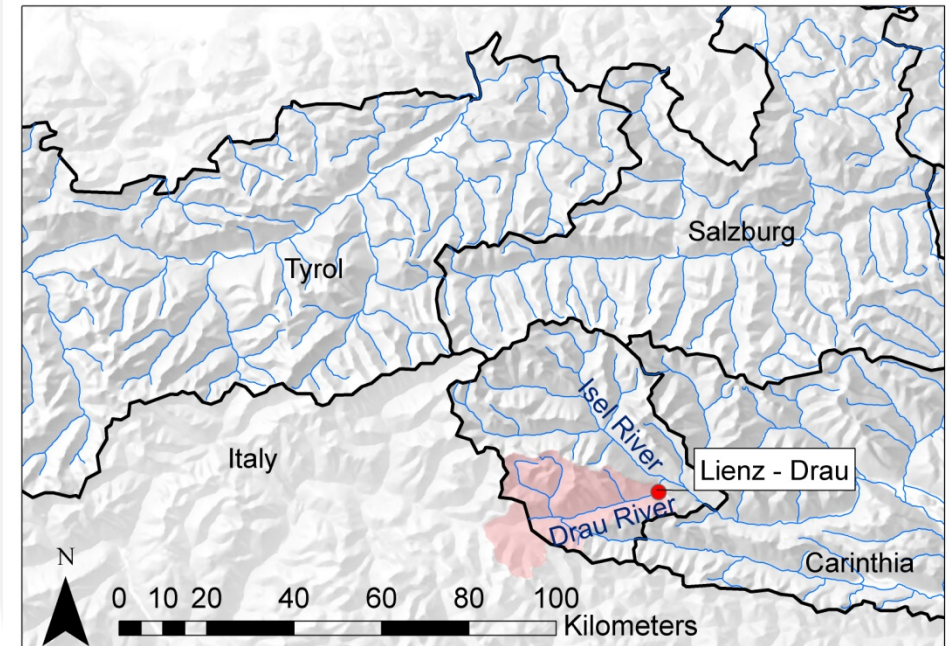 Salzburg
Tyrol
Isel River
Italy
Lienz - Drau
Drau River
Carinthia
N
0 10 20 40 60 80 100
Kilometers